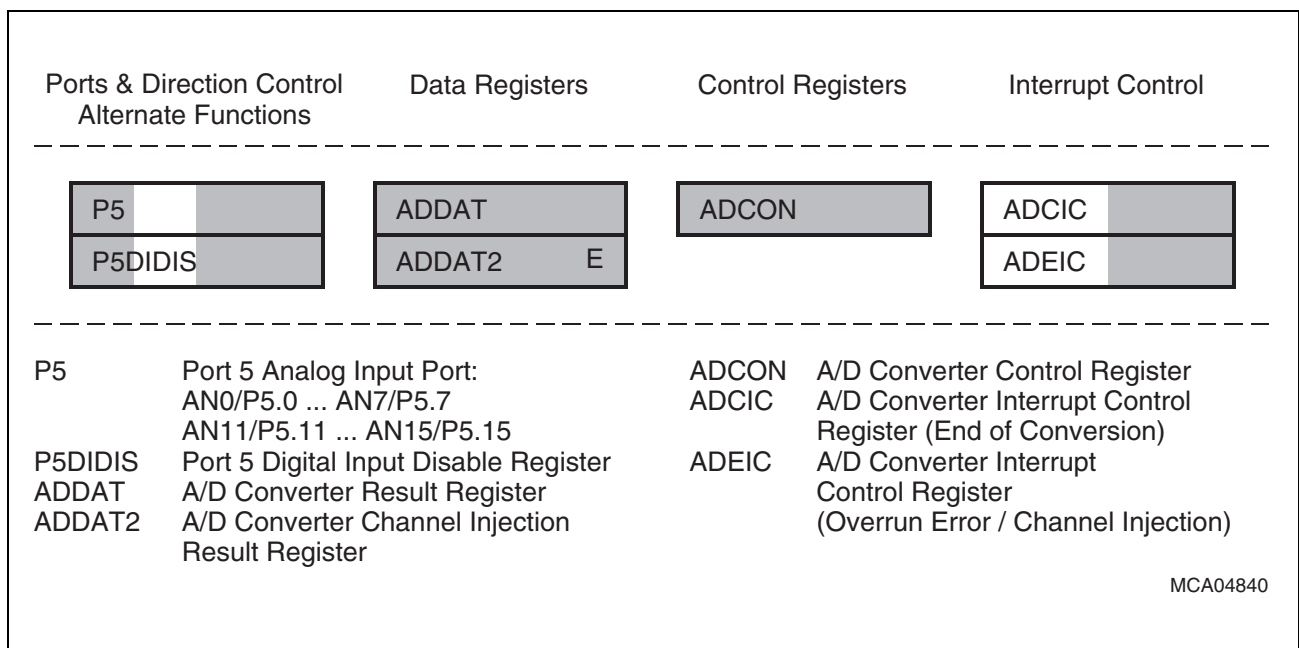 Ports & Direction Control
Alternate Functions
Data Registers
Control Registers
Interrupt Control
P5
P5DIDIS
ADDAT
ADDAT2 E
ADCON
ADCIC
ADEIC
P5 Port 5 Analog Input Port:
AN0/P5.0 ... AN7/P5.7
AN11/P5.11 ... AN15/P5.15
P5DIDIS Port 5 Digital Input Disable Register
ADDAT A/D Converter Result Register
ADDAT2 A/D Converter Channel Injection
Result Register
ADCON A/D Converter Control Register
ADCIC A/D Converter Interrupt Control
Register (End of Conversion)
ADEIC A/D Converter Interrupt
Control Register
(Overrun Error / Channel Injection)
MCA04840